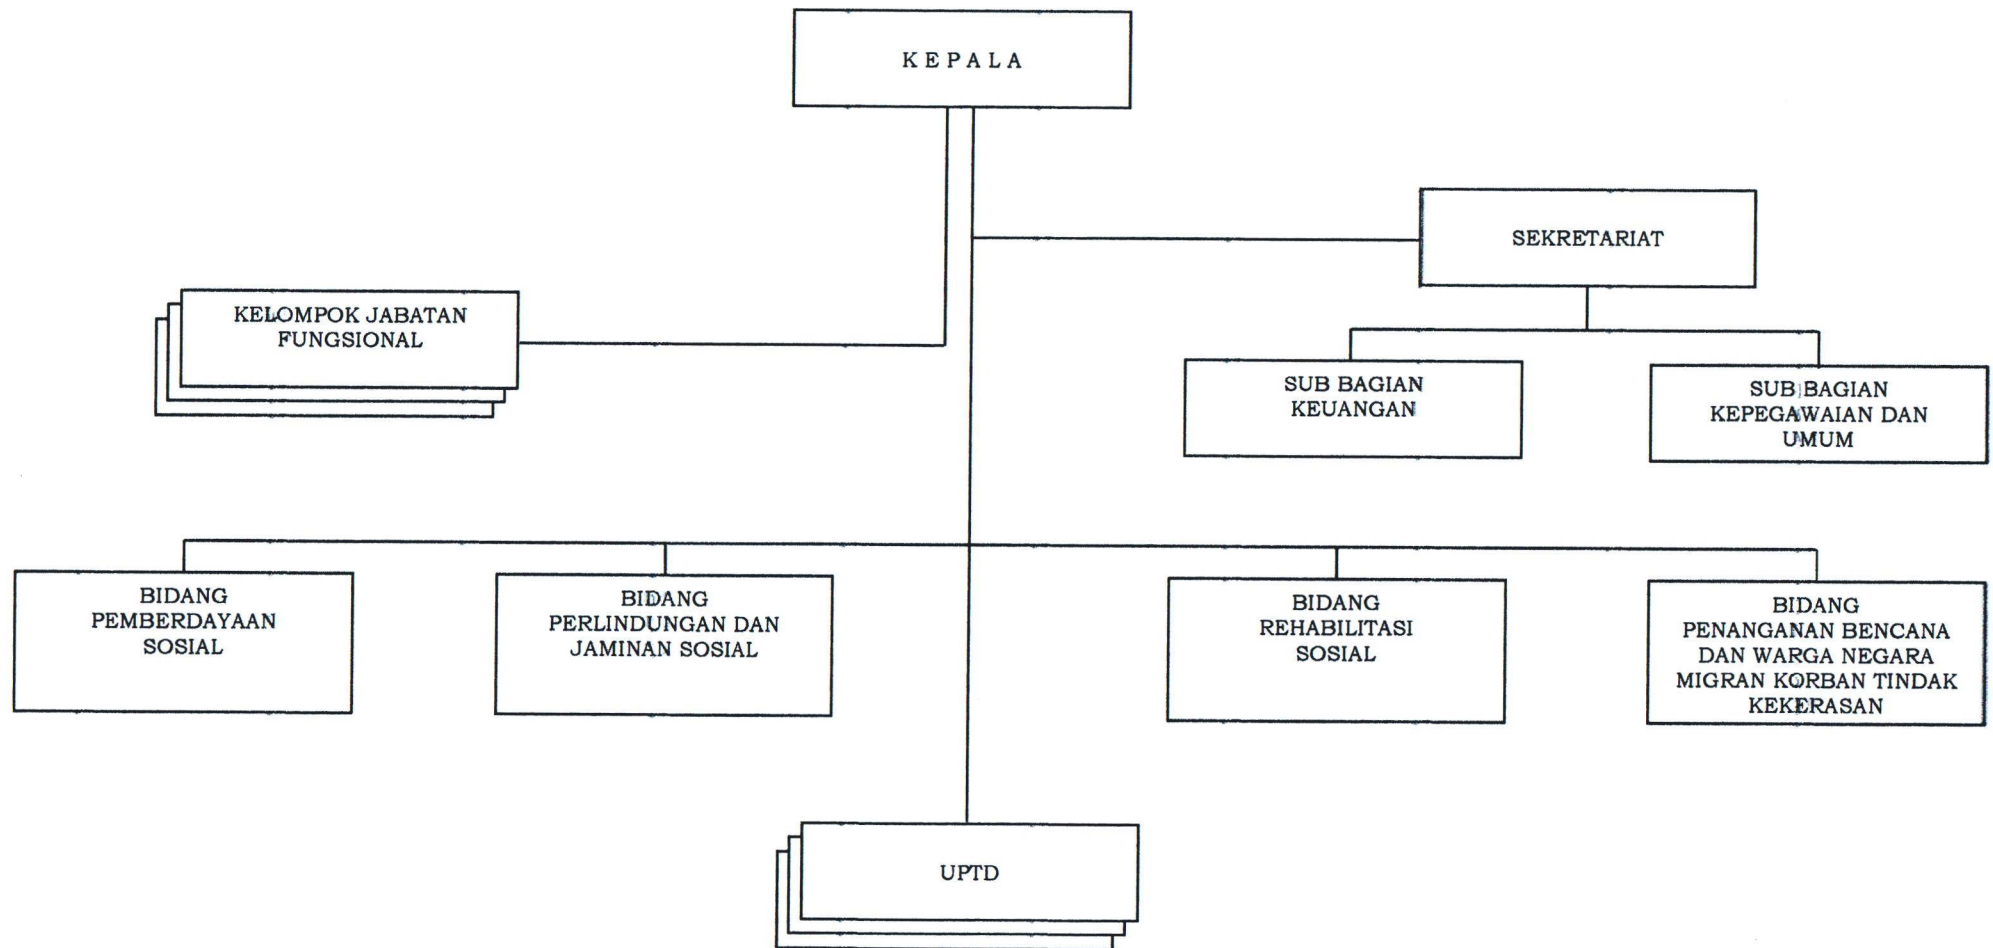 K E P A L A
SEKRETARIAT
KELOMPOK JABATAN
FUNGSIONAL
SUB BAGIAN
KEUANGAN
SUB BAGIAN
KEPEGAWAIAN DAN
UMUM
BIDANG
PEMBERDAYAAN
SOSIAL
BIDANG
PERLINDUNGAN DAN
JAMINAN SOSIAL
BIDANG
REHABILITASI
SOSIAL
BIDANG
PENANGANAN BENCANA
DAN WARGA NEGARA
MIGRAN KORBAN TINDAK
KEKERASAN
UPTD